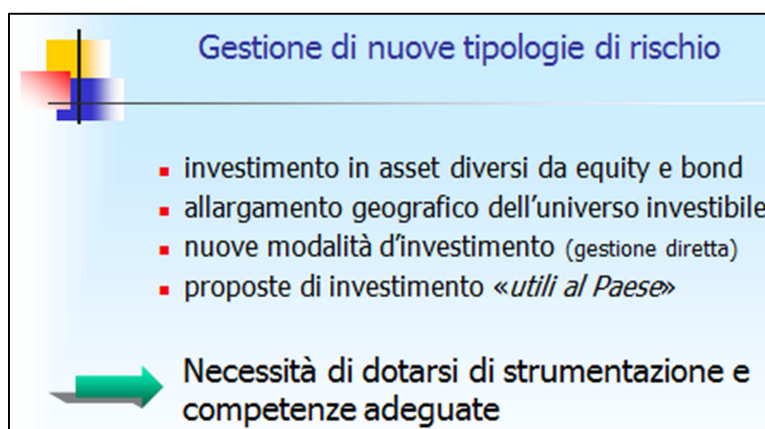 Gestione di nuove tipologie di rischio
investimento in asset diversi da equity e bond
allargamento geografico dell'universo investibile
nuove modalità d'investimento (gestione diretta)
proposte di investimento «utili al Paese»
Necessità di dotarsi di strumentazione e
competenze adeguate